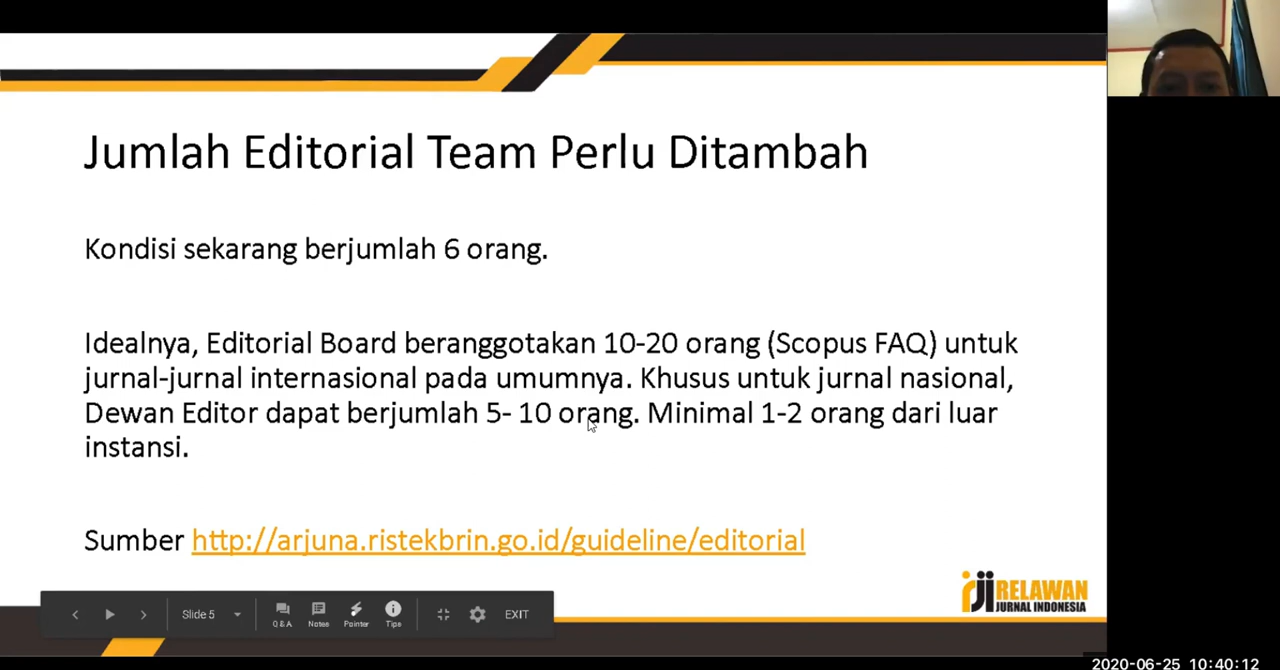 Jumlah Editorial Team Perlu Ditambah
Kondisi sekarang berjumlah 6 orang.
Idealnya, Editorial Board beranggotakan 10-20 orang (Scopus FAQ) untuk
jurnal-jurnal internasional pada umumnya. Khusus untuk jurnal nasional,
Dewan Editor dapat berjumlah 5- 10 orang. Minimal 1-2 orang dari luar
instansi.
Sumber http://arjuna.ristekbrin.go.id/guideline/editorial
rji RELAWAN
JURNAL INDONESIA
Slide 5
Q & A
Notes
Pointer
Tips
EXIT
2020-06-25 10:40:12